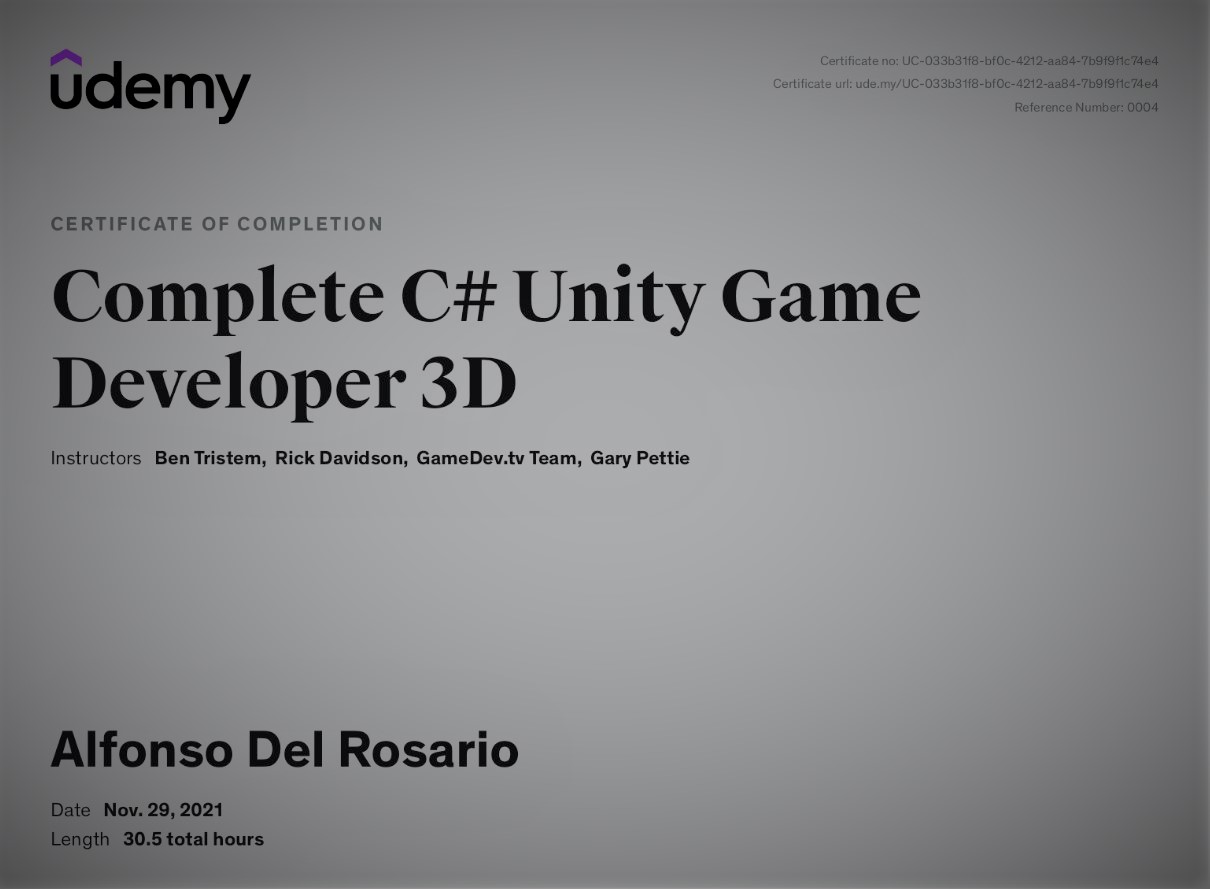 udemy
Certificate no: UC-033b31f8-bf0c-4212-aa84-7b9f9f1c74e4
Certificate url: ude.my/UC-033b31f8-bf0c-4212-aa84-7b9f9f1c74e4
Reference Number: 0004
CERTIFICATE OF COMPLETION
Complete C# Unity Game
Developer 3D
Instructors Ben Tristem, Rick Davidson, GameDev.tv Team, Gary Pettie
Alfonso Del Rosario
Date Nov. 29, 2021
Length 30.5 total hours